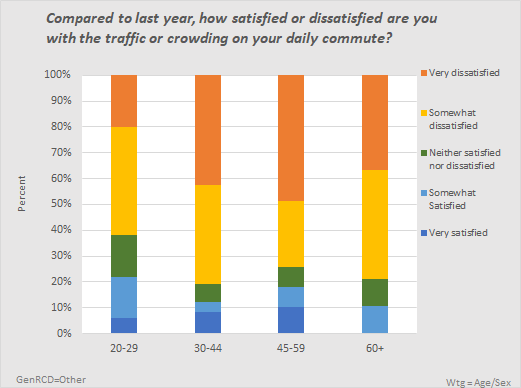 Compared to last year, how satisfied or dissatisfied are you
with the traffic or crowding on your daily commute?
100%
90%
80%
70%
60%
50%
40%
30%
20%
10%
0%
Percent
20-29
30-44
45-59
60+
Very dissatisfied
Somewhat
dissatisfied
Neither satisfied
nor dissatisfied
Somewhat
Satisfied
Very satisfied
GenRCD=Other
Wtg = Age/Sex